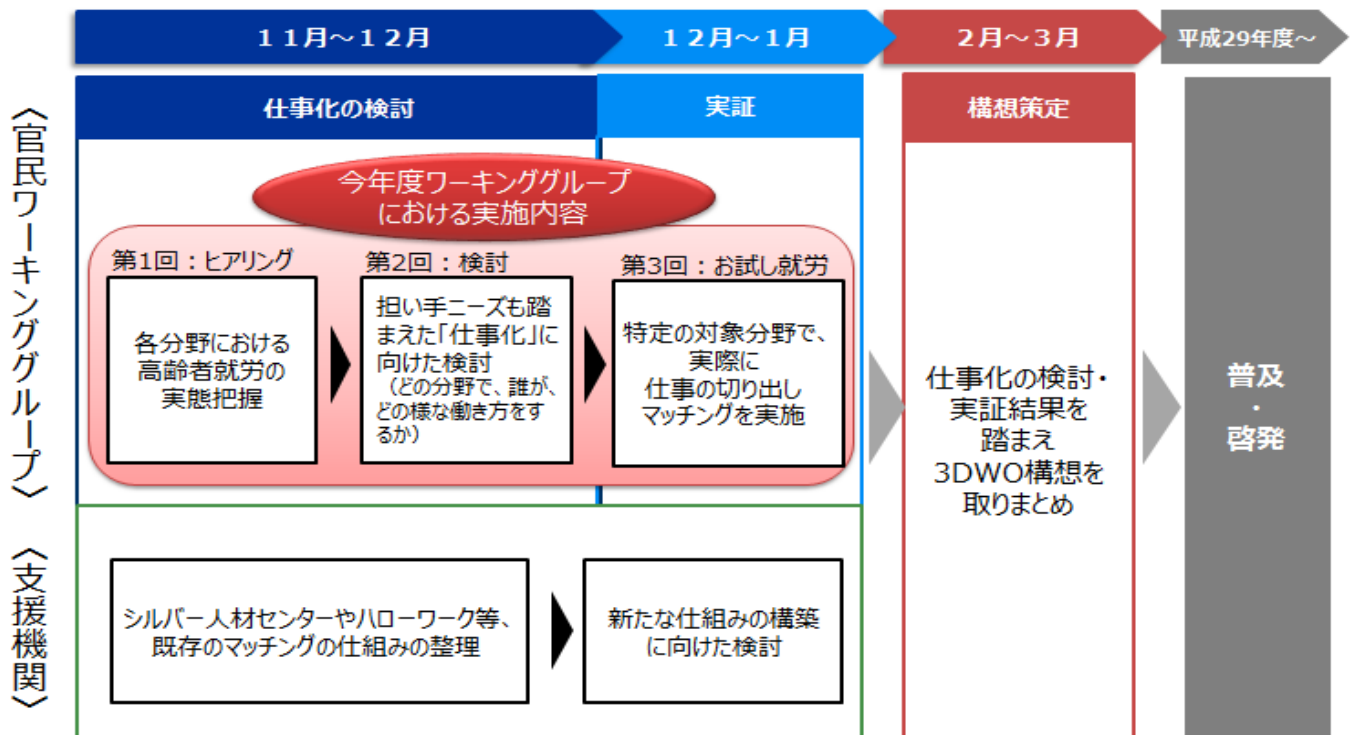 １１月～１２月
１２月～１月
２月～３月
平成29年度～
〈官民ワーキンググループ〉
仕事化の検討
実証
構想策定
今年度ワーキンググループ
における実施内容
第1回：ヒアリング
各分野における
高齢者就労の
実態把握
第2回：検討
担い手ニーズも踏
まえた「仕事化」に
向けた検討
（どの分野で、誰が、
どの様な働き方をす
るか）
第3回：お試し就労
特定の対象分野で、
実際に
仕事の切り出し
マッチングを実施
仕事化の検討・
実証結果を
踏まえ
3DWO構想を
取りまとめ
普及
・
啓発
〈支援機関〉
シルバー人材センターやハローワーク等、
既存のマッチングの仕組みの整理
新たな仕組みの構築
に向けた検討